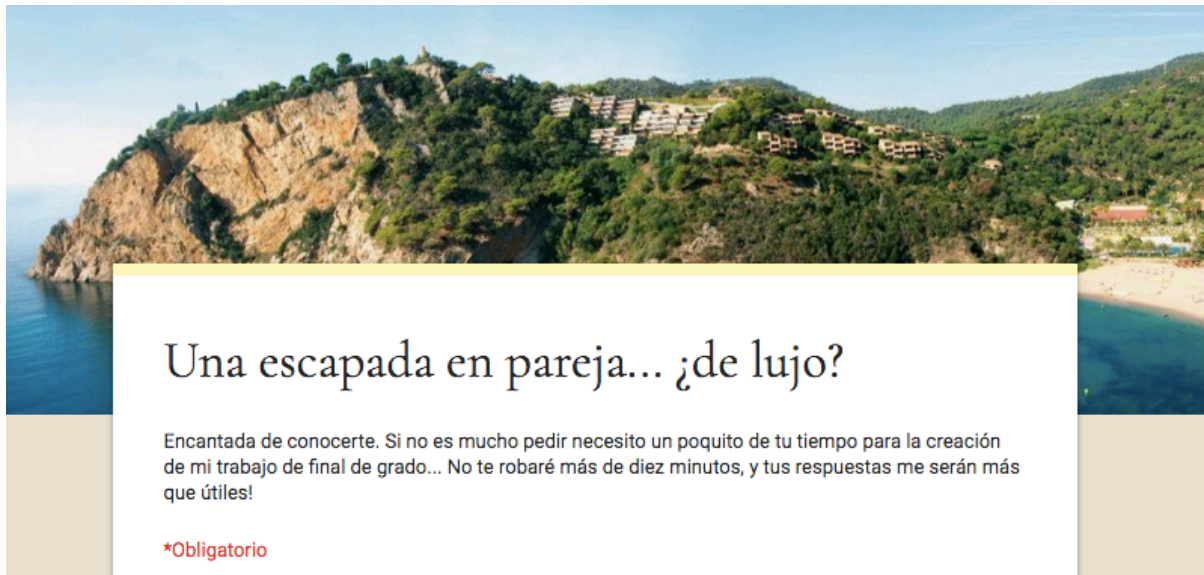 Una escapada en pareja... ¿de lujo?
Encantada de conocerte. Si no es mucho pedir necesito un poquito de tu tiempo para la creación
de mi trabajo de final de grado... No te robaré más de diez minutos, y tus respuestas me serán más
que útiles!
*Obligatorio